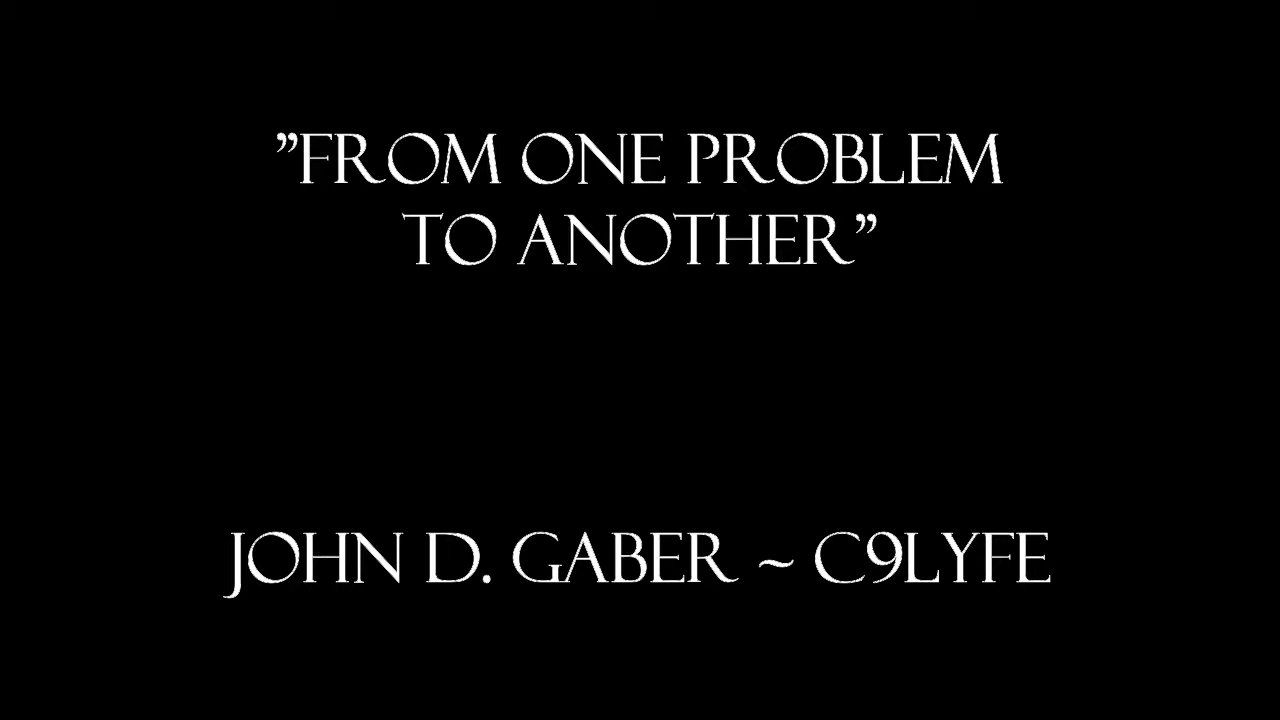 "FROM ONE PROBLEM
TO ANOTHER"
JOHN D. GABER ~ C9LYFE